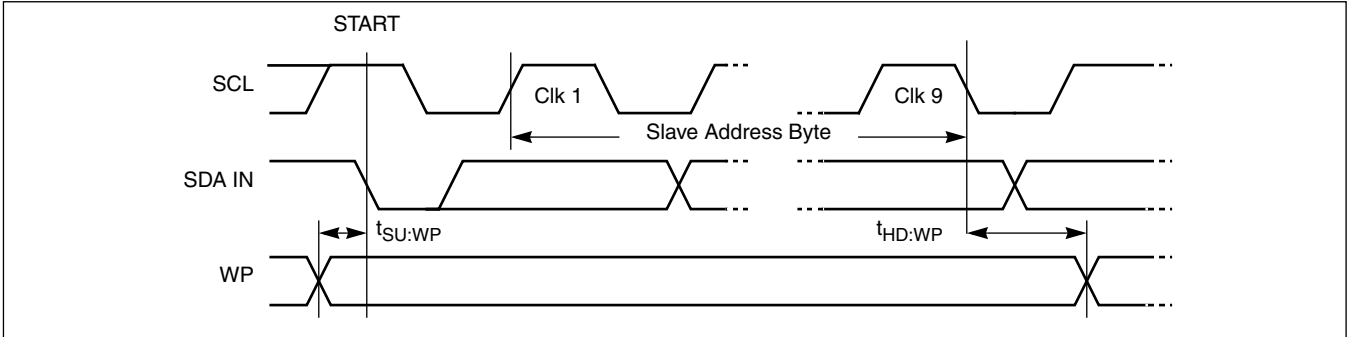 START
SCL
Clk 1
Clk 9
Slave Address Byte
SDA IN
tSU:WP
tHD:WP
WP